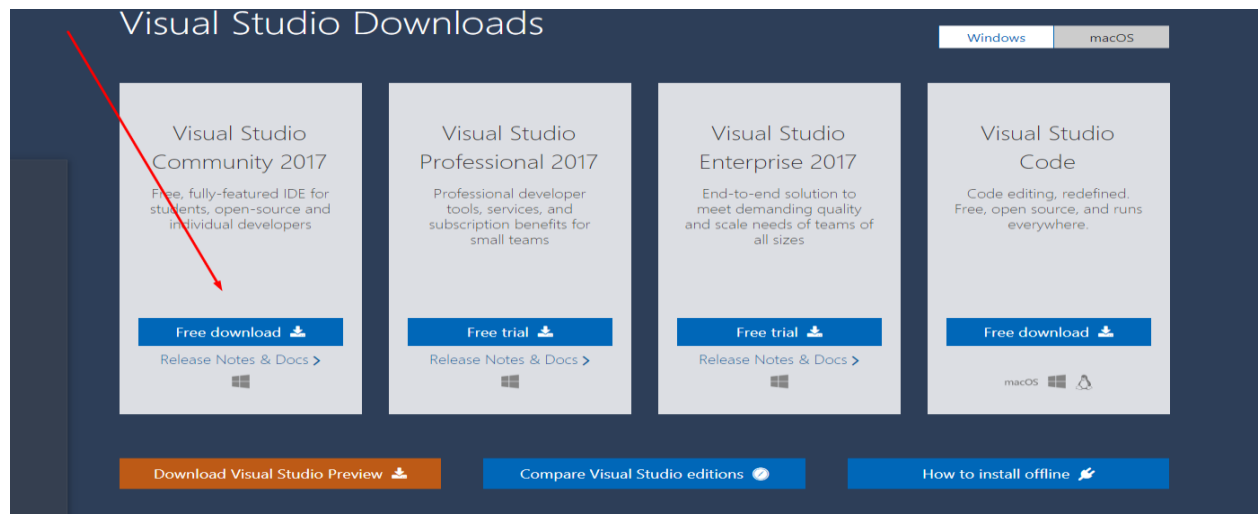 Visual Studio Downloads
Windows
macOS
Visual Studio
Community 2017
Free, fully-featured IDE for
students, open-source and
individual developers
Free download
Release Notes & Docs >
Visual Studio
Professional 2017
Professional developer
tools, services, and
subscription benefits for
small teams
Free trial
Release Notes & Docs >
Visual Studio
Enterprise 2017
End-to-end solution to
meet demanding quality
and scale needs of teams of
all sizes
Free trial
Release Notes & Docs >
Visual Studio
Code
Code editing, redefined.
Free, open source, and runs
everywhere.
Free download
macOS
Download Visual Studio Preview
Compare Visual Studio editions
How to install offline